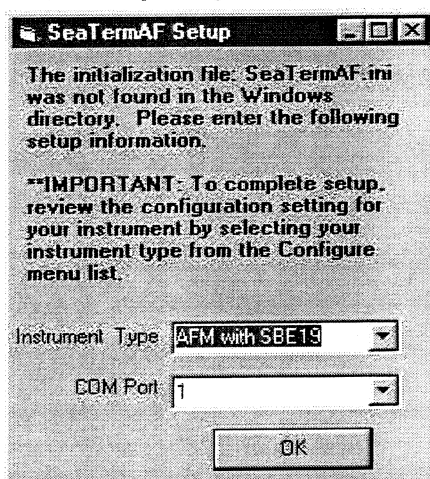 SeaTermAF Setup
The initialization file: SeaTermAF.ini
was not found in the Windows
directory. Please enter the following
setup information.
**IMPORTANT: To complete setup,
review the configuration setting for
your instrument by selecting your
instrument type from the Configure
menu list.
Instrument Type AFM with SBE19
COM Port 1
OK